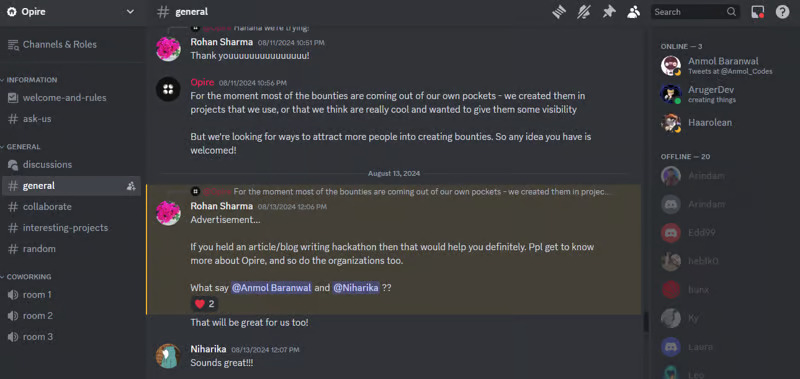 Opire
general
Search
Channels & Roles
INFORMATION
welcome-and-rules
ask-us
GENERAL
discussions
general
collaborate
interesting-projects
random
COWORKING
room 1
room 2
room 3
we're trying!
Rohan Sharma 08/11/2024 10:51 PM
Thank youuuuuuuuuuuuuuu!
Opire 08/11/2024 10:56 PM
For the moment most of the bounties are coming out of our own pockets - we created them in
projects that we use, or that we think are really cool and wanted to give them some visibility
But we're looking for ways to attract more people into creating bounties. So any idea you have is
welcomed!
August 13, 2024
For the moment most of the bounties are coming out of our own pockets - we created them in projec...
Rohan Sharma 08/13/2024 12:06 PM
Advertisement...
If you held an article/blog writing hackathon then that would help you definitely. Ppl get to know
more about Opire, and so do the organizations too.
What say @Anmol Baranwal and @Niharika ??
2
That will be great for us too!
Niharika 08/13/2024 12:07 PM
Sounds great!!!
ONLINE — 3
Anmol Baranwal
Tweets at @Anmol_Codes
ArugerDev
creating things
Haarolean
OFFLINE — 20
Arindam
Arindam
Edd99
Ky
Laura
Leo